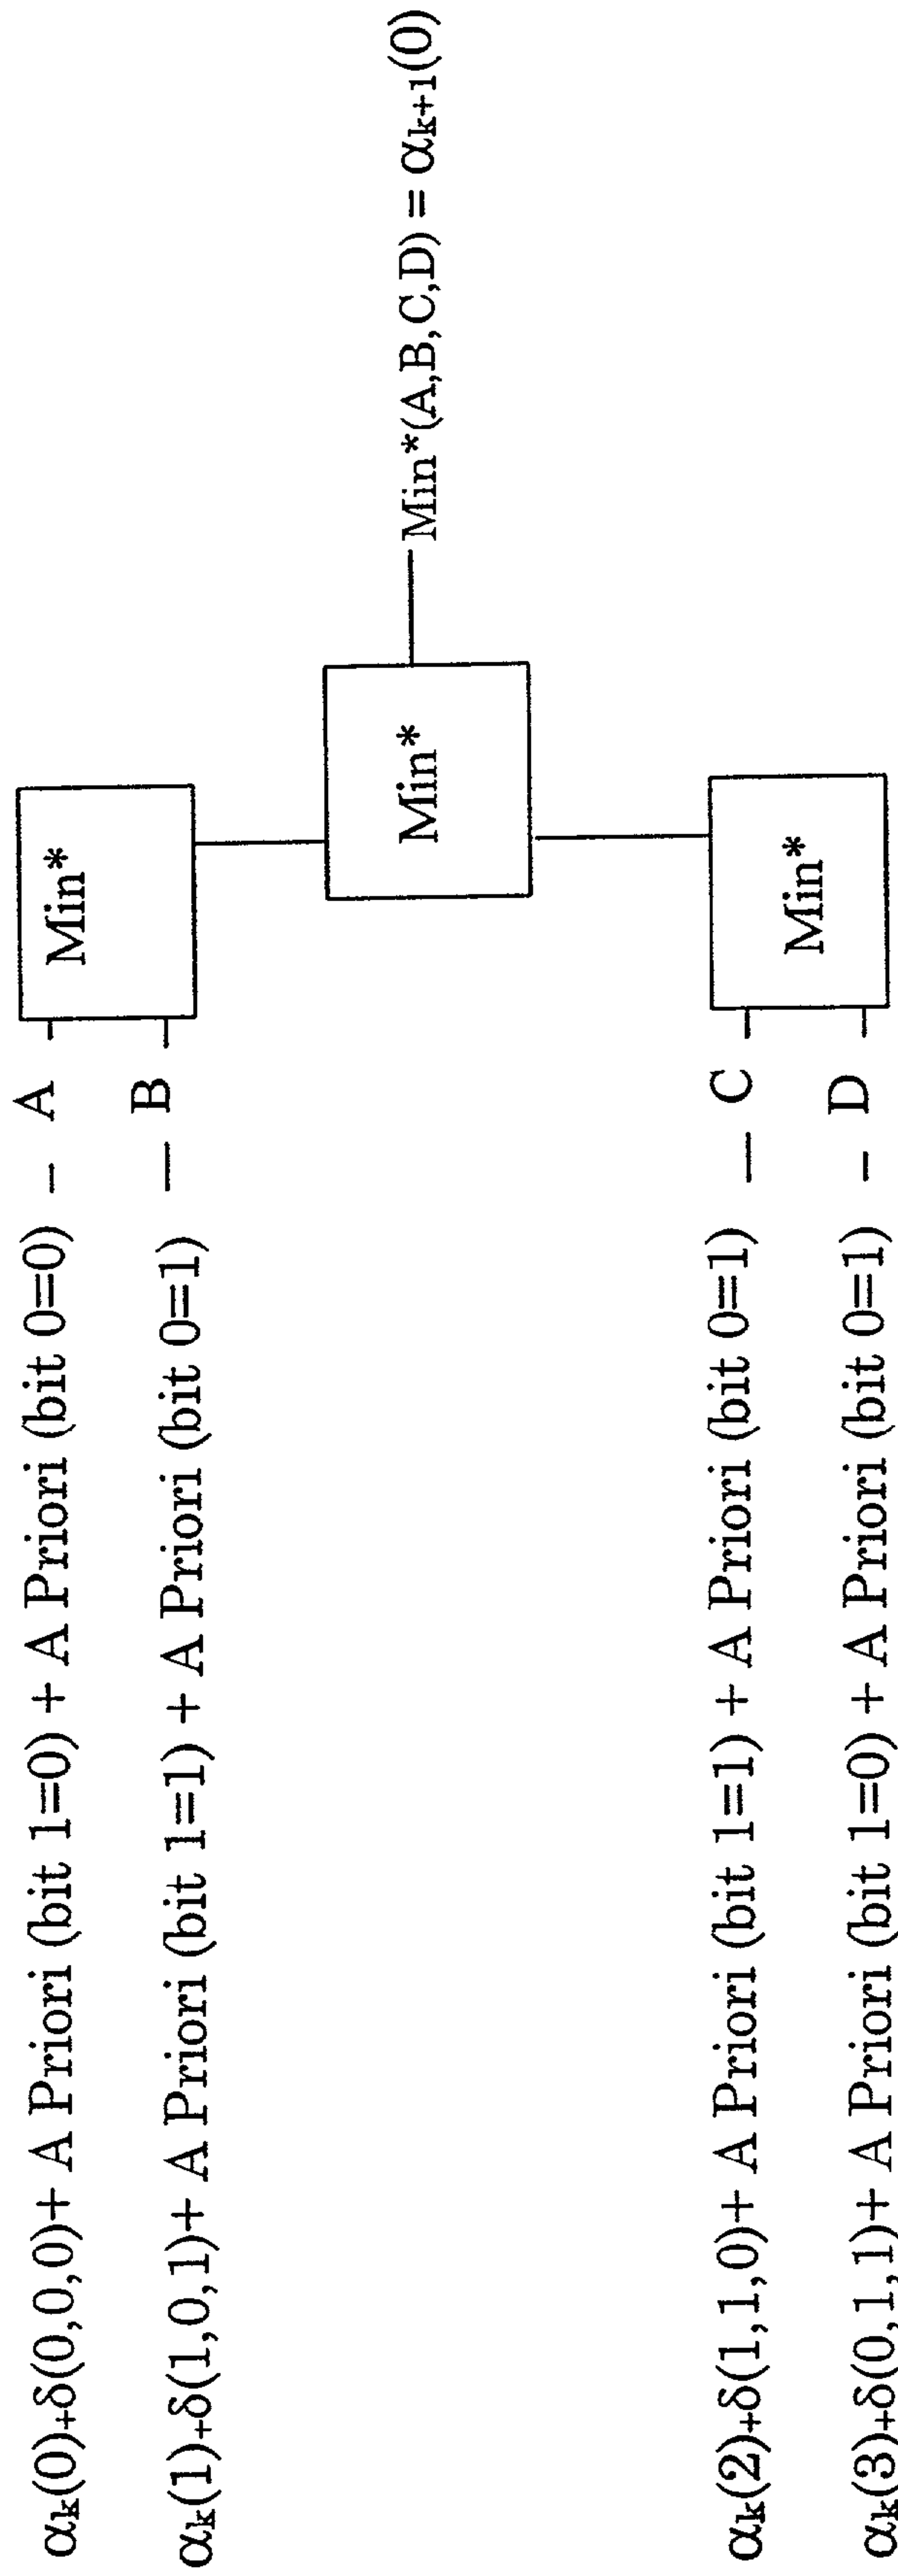 αk(0)+δ(0,0,0)+ A Priori (bit 1=0) + A Priori (bit 0=0) – A
Min*
αk(1)+δ(1,0,1)+ A Priori (bit 1=1) + A Priori (bit 0=1) — B
Min*
Min*(A,B,C,D) = αk+1(0)
αk(2)+δ(1,1,0)+ A Priori (bit 1=1) + A Priori (bit 0=1) — C
Min*
αk(3)+δ(0,1,1)+ A Priori (bit 1=0) + A Priori (bit 0=1) – D